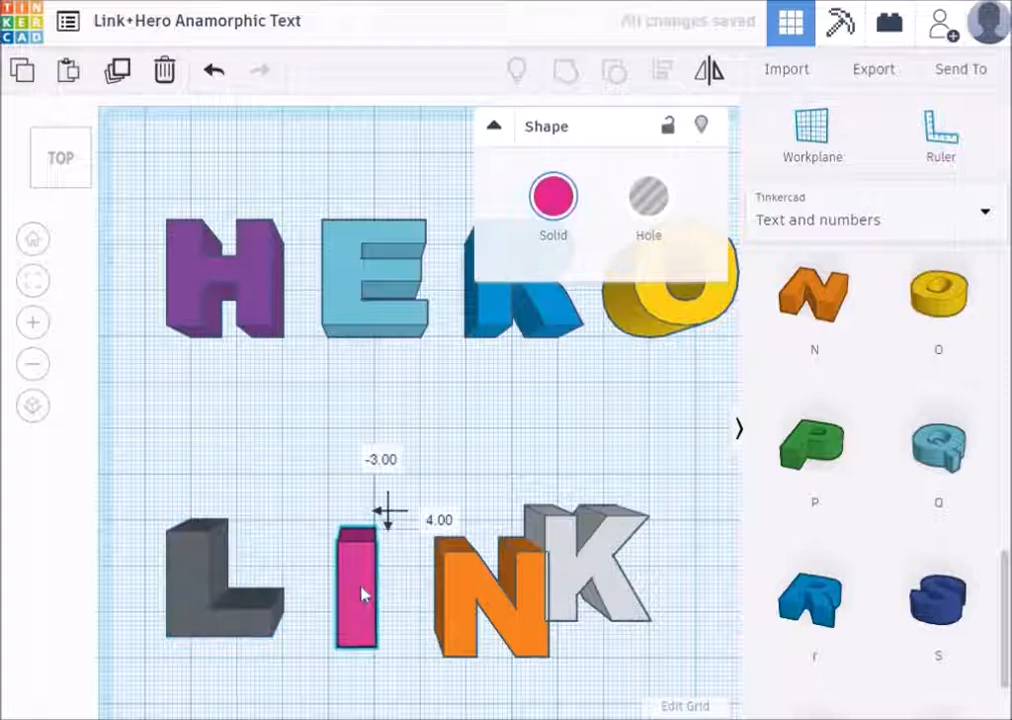 TIN
KER
CAD
Link+Hero Anamorphic Text
All changes saved
Import
Export
Send To
TOP
Shape
Solid
Hole
Workplane
Ruler
Tinkercad
Text and numbers
HERO
N
O
P
Q
r
S
-3.00
4.00
LINK
Edit Grid